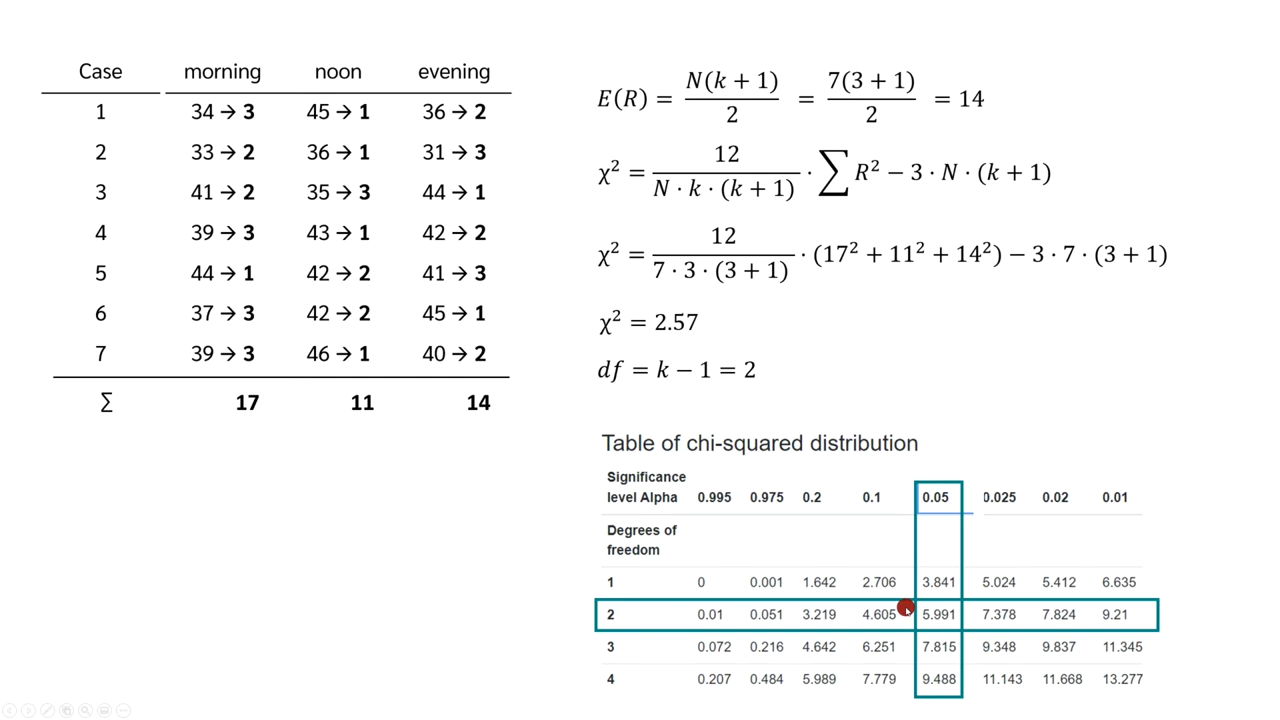 Case morning noon evening
1 34 → 3 45 → 1 36 → 2
2 33 → 2 36 → 1 31 → 3
3 41 → 2 35 → 3 44 → 1
4 39 → 3 43 → 1 42 → 2
5 44 → 1 42 → 2 41 → 3
6 37 → 3 42 → 2 45 → 1
7 39 → 3 46 → 1 40 → 2
∑ 17 11 14
E(R) = N(k + 1) / 2 = 7(3 + 1) / 2 = 14
χ² = 12 / N · k · (k + 1) · ∑ R² − 3 · N · (k + 1)
χ² = 12 / 7 · 3 · (3 + 1) · (17² + 11² + 14²) − 3 · 7 · (3 + 1)
χ² = 2.57
df = k − 1 = 2
Table of chi-squared distribution
Significance
level Alpha 0.995 0.975 0.2 0.1 0.05 0.025 0.02 0.01
Degrees of
freedom
1 0 0.001 1.642 2.706 3.841 5.024 5.412 6.635
2 0.01 0.051 3.219 4.605 5.991 7.378 7.824 9.21
3 0.072 0.216 4.642 6.251 7.815 9.348 9.837 11.345
4 0.207 0.484 5.989 7.779 9.488 11.143 11.668 13.277